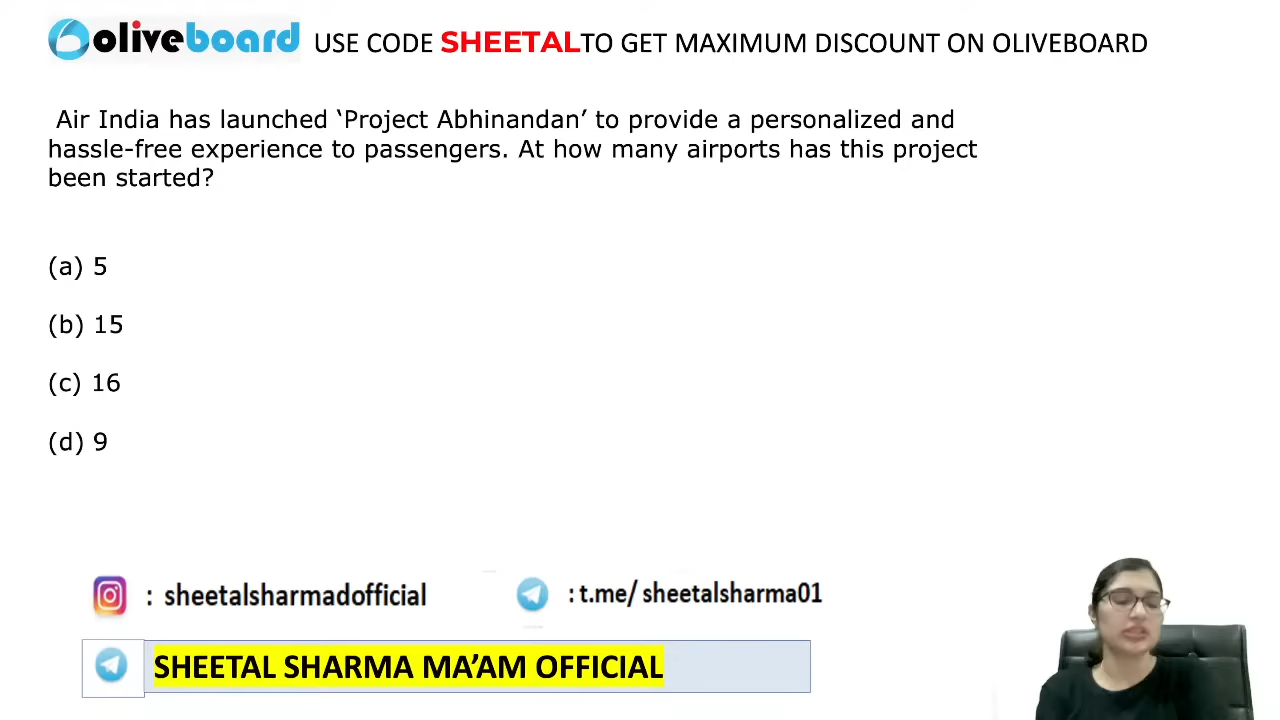 oliveboard USE CODE SHEETAL TO GET MAXIMUM DISCOUNT ON OLIVEBOARD
Air India has launched ‘Project Abhinandan’ to provide a personalized and
hassle-free experience to passengers. At how many airports has this project
been started?
(a) 5
(b) 15
(c) 16
(d) 9
: sheetalsharmadofficial
: t.me/ sheetalsharma01
SHEETAL SHARMA MA’AM OFFICIAL